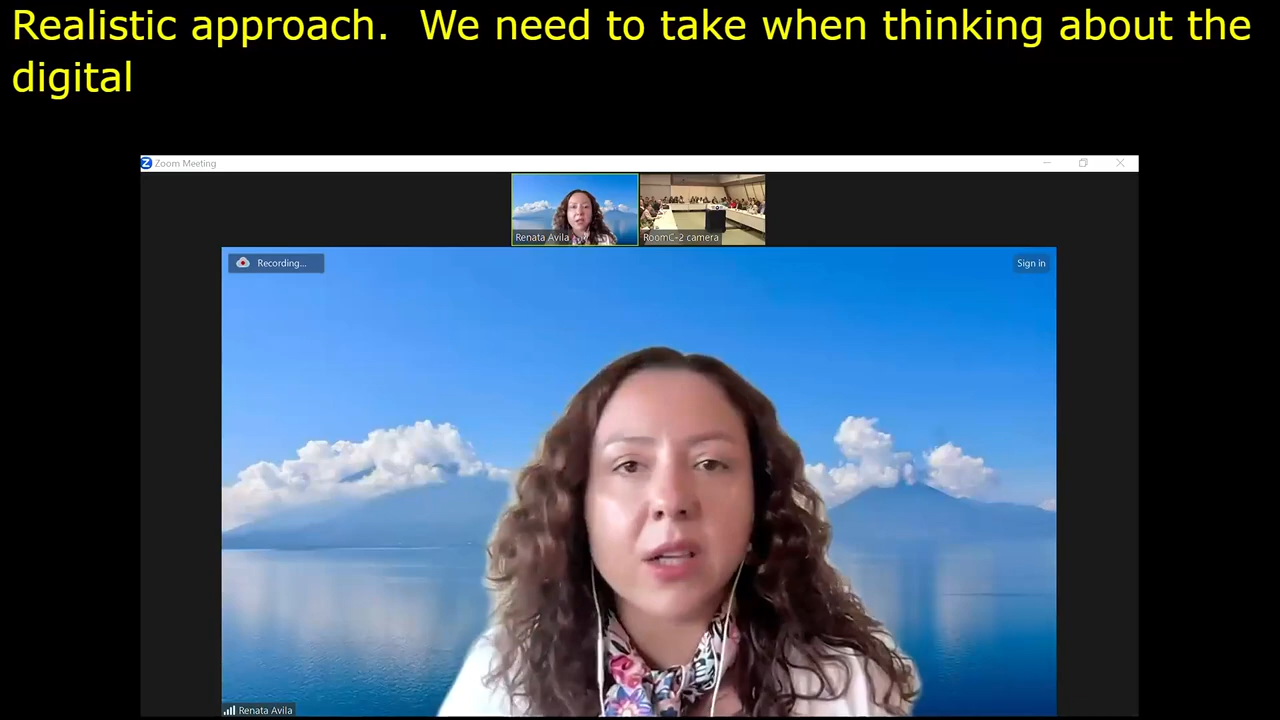 Realistic approach.  We need to take when thinking about the
digital
Zoom Meeting
Renata Avila
RoomC-2 camera
Recording...
Sign in
Renata Avila